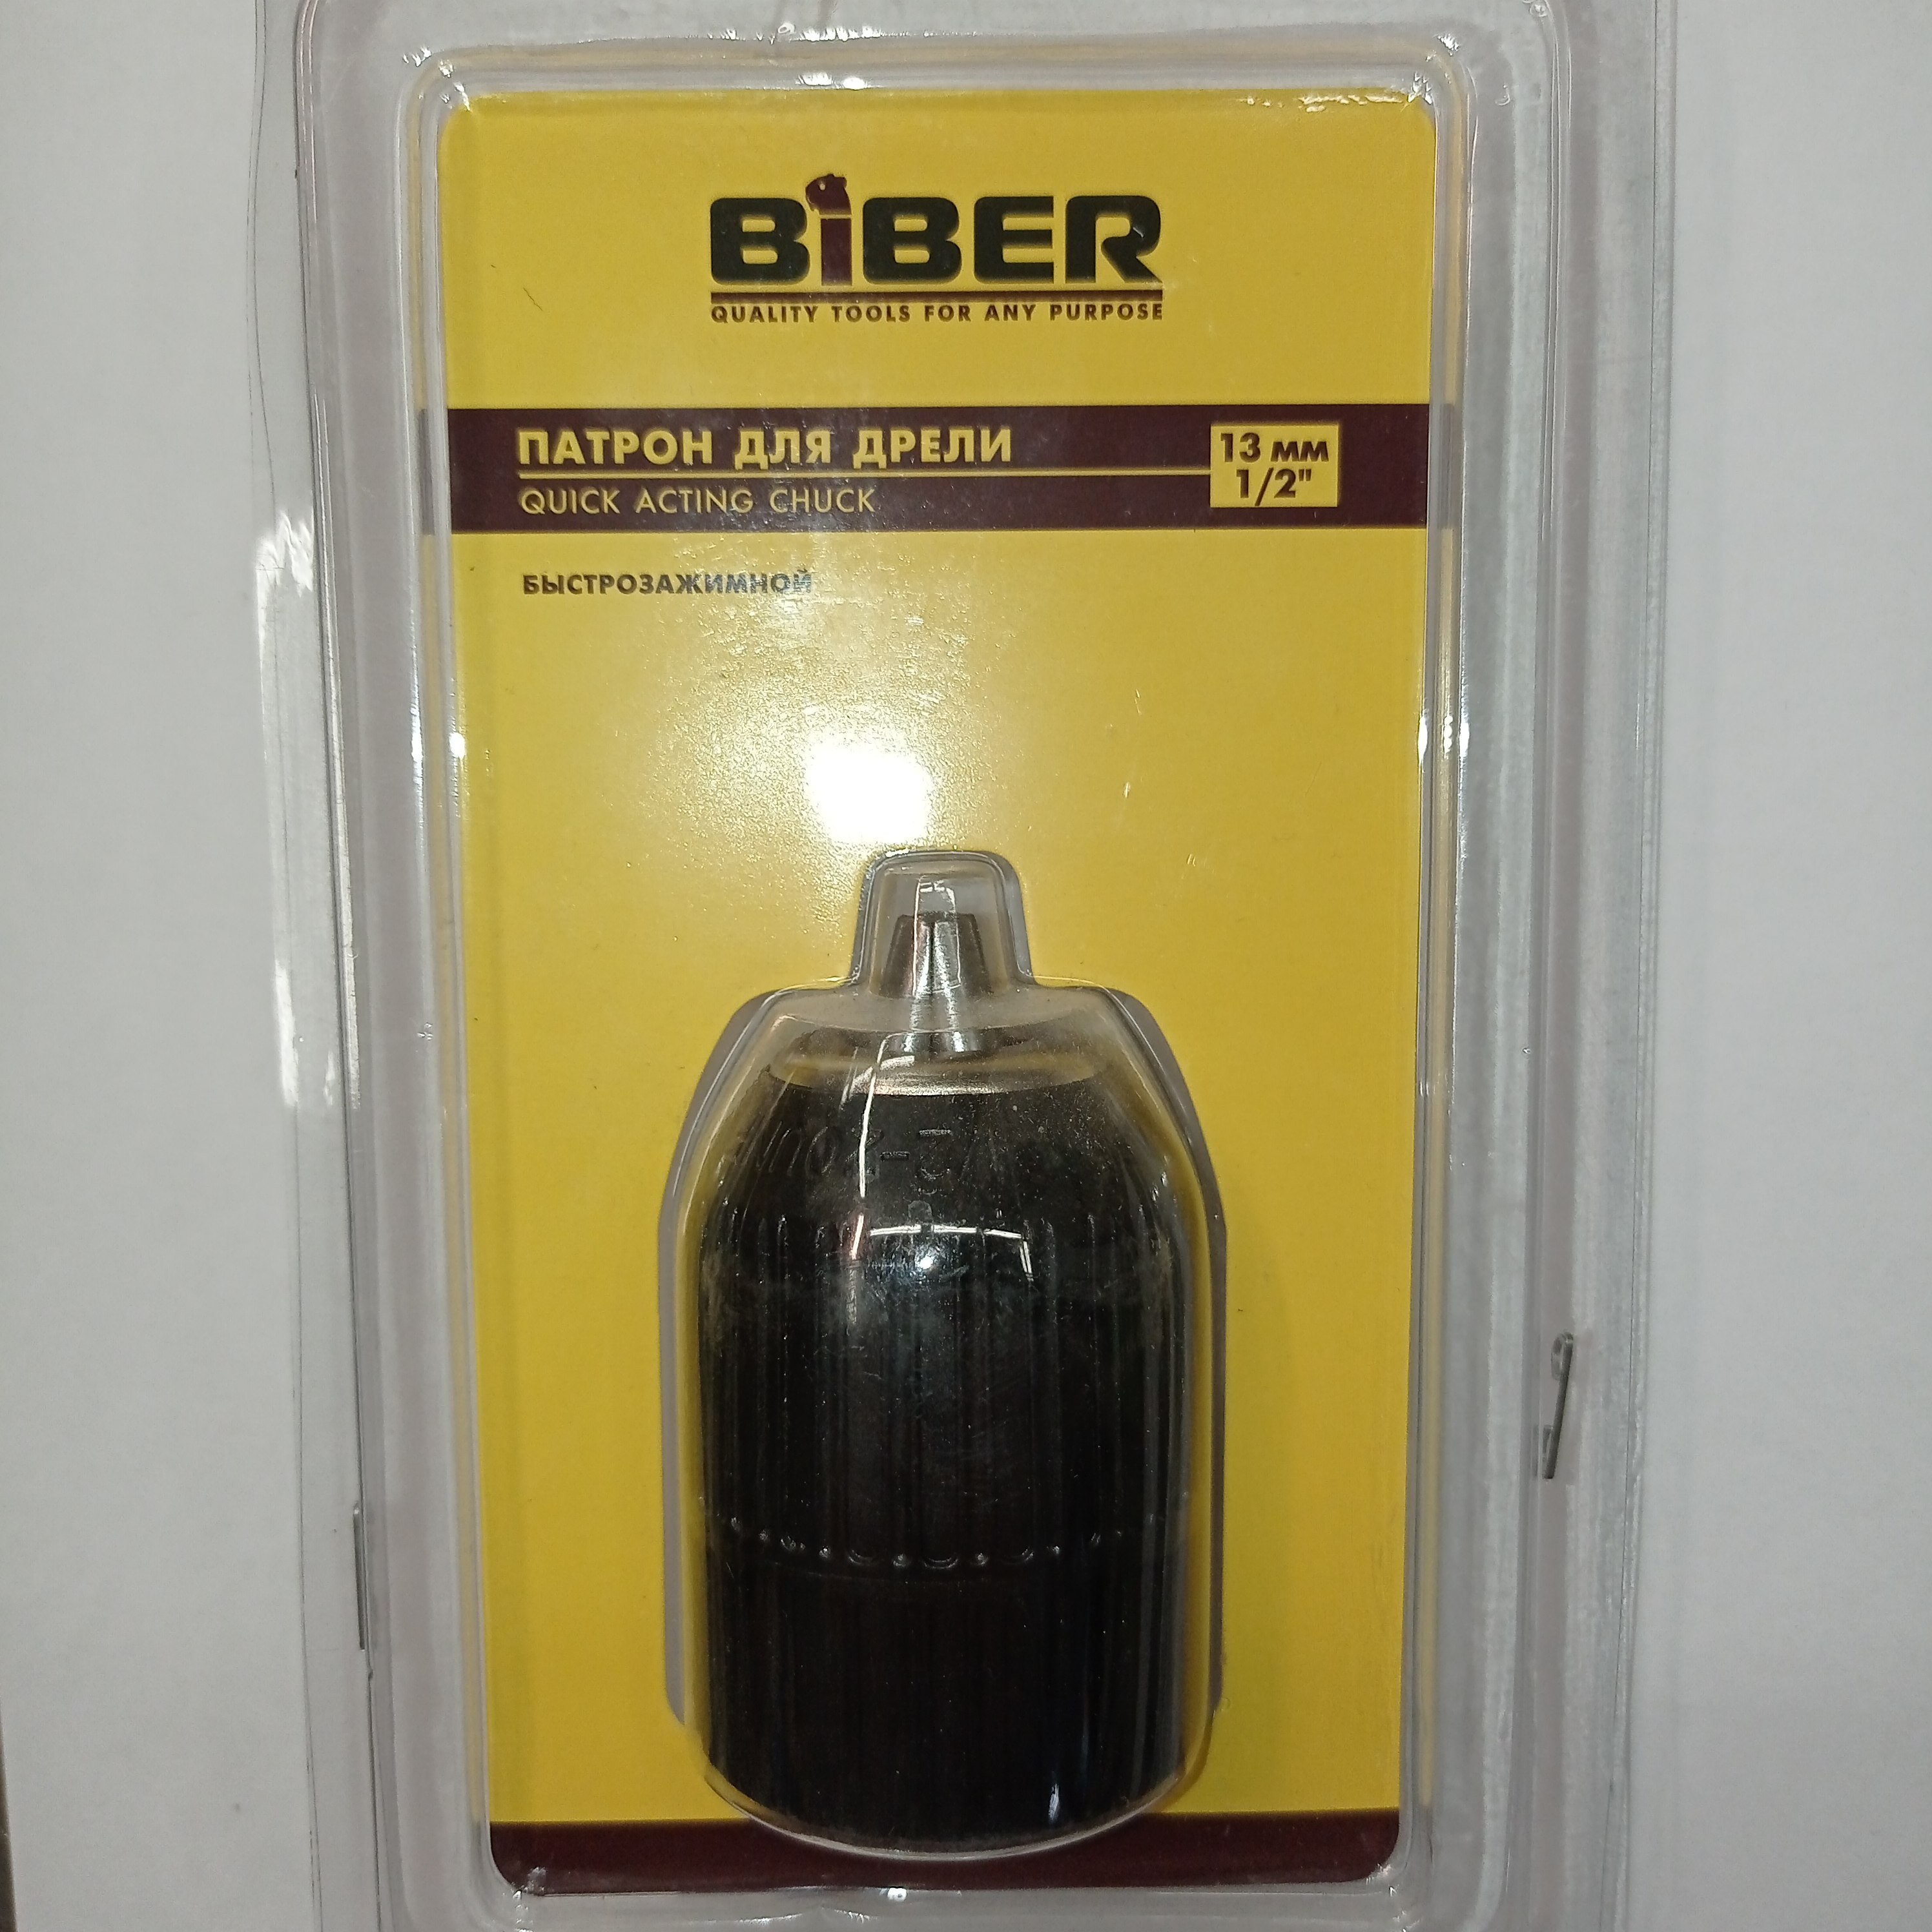 BiBER
QUALITY TOOLS FOR ANY PURPOSE
ПАТРОН ДЛЯ ДРЕЛИ
QUICK ACTING CHUCK
13 мм
1/2"
БЫСТРОЗАЖИМНОЙ